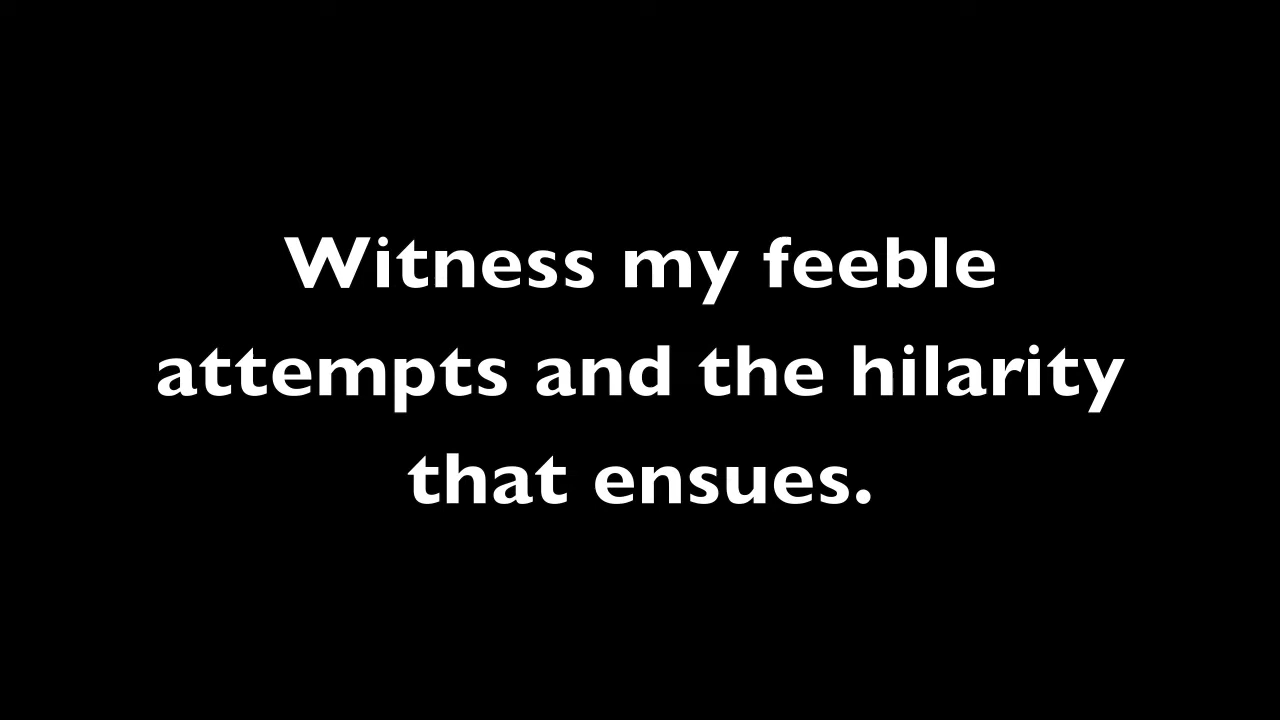 Witness my feeble
attempts and the hilarity
that ensues.